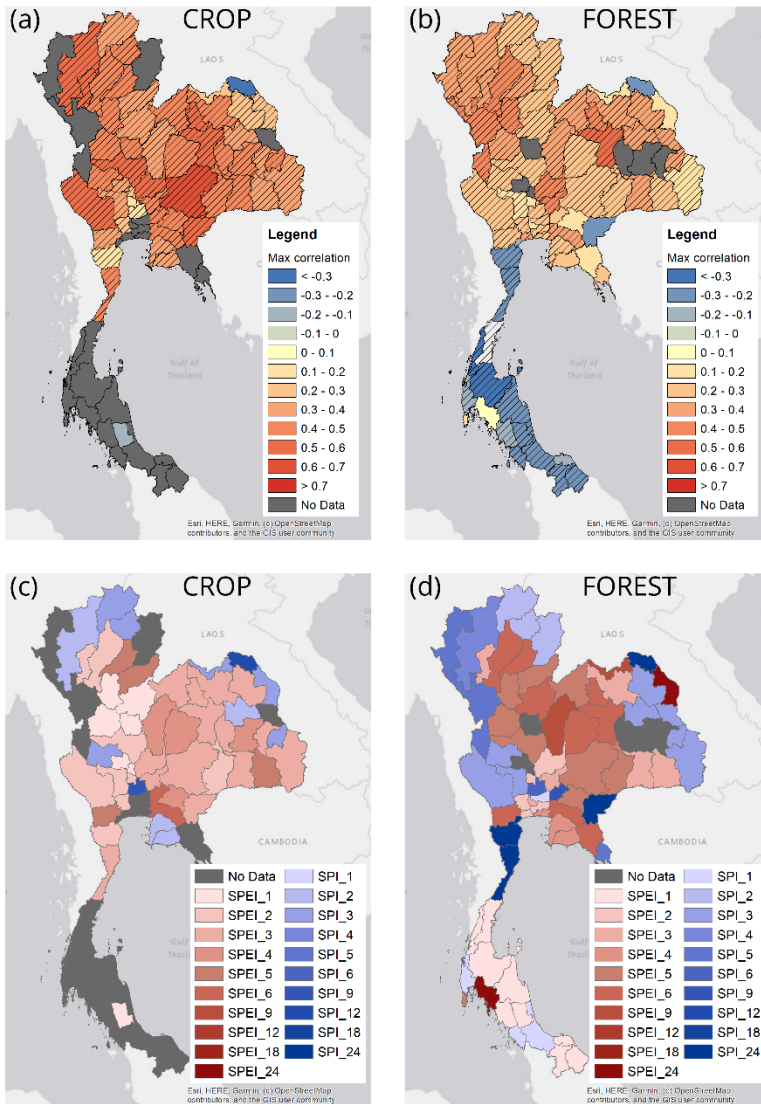 (a) CROP
LAOS
Gulf of
Thailand
Legend
Max correlation
< -0.3
-0.3 - -0.2
-0.2 - -0.1
-0.1 - 0
0 - 0.1
0.1 - 0.2
0.2 - 0.3
0.3 - 0.4
0.4 - 0.5
0.5 - 0.6
0.6 - 0.7
> 0.7
No Data
Esri, HERE, Garmin, (c) OpenStreetMap
contributors, and the GIS user community
(b) FOREST
LAOS
Gulf of
Thailand
Legend
Max correlation
< -0.3
-0.3 - -0.2
-0.2 - -0.1
-0.1 - 0
0 - 0.1
0.1 - 0.2
0.2 - 0.3
0.3 - 0.4
0.4 - 0.5
0.5 - 0.6
0.6 - 0.7
> 0.7
No Data
Esri, HERE, Garmin, (c) OpenStreetMap
contributors, and the GIS user community
(c) CROP
LAOS
CAMBODIA
No Data SPI_1
SPEI_1 SPI_2
SPEI_2 SPI_3
SPEI_3 SPI_4
SPEI_4 SPI_5
SPEI_5 SPI_6
SPEI_6 SPI_9
SPEI_9 SPI_12
SPEI_12 SPI_18
SPEI_18 SPI_24
SPEI_24
Esri, HERE, Garmin, (c) OpenStreetMap
contributors, and the GIS user community
(d) FOREST
LAOS
CAMBODIA
No Data SPI_1
SPEI_1 SPI_2
SPEI_2 SPI_3
SPEI_3 SPI_4
SPEI_4 SPI_5
SPEI_5 SPI_6
SPEI_6 SPI_9
SPEI_9 SPI_12
SPEI_12 SPI_18
SPEI_18 SPI_24
SPEI_24
Esri, HERE, Garmin, (c) OpenStreetMap
contributors, and the GIS user community